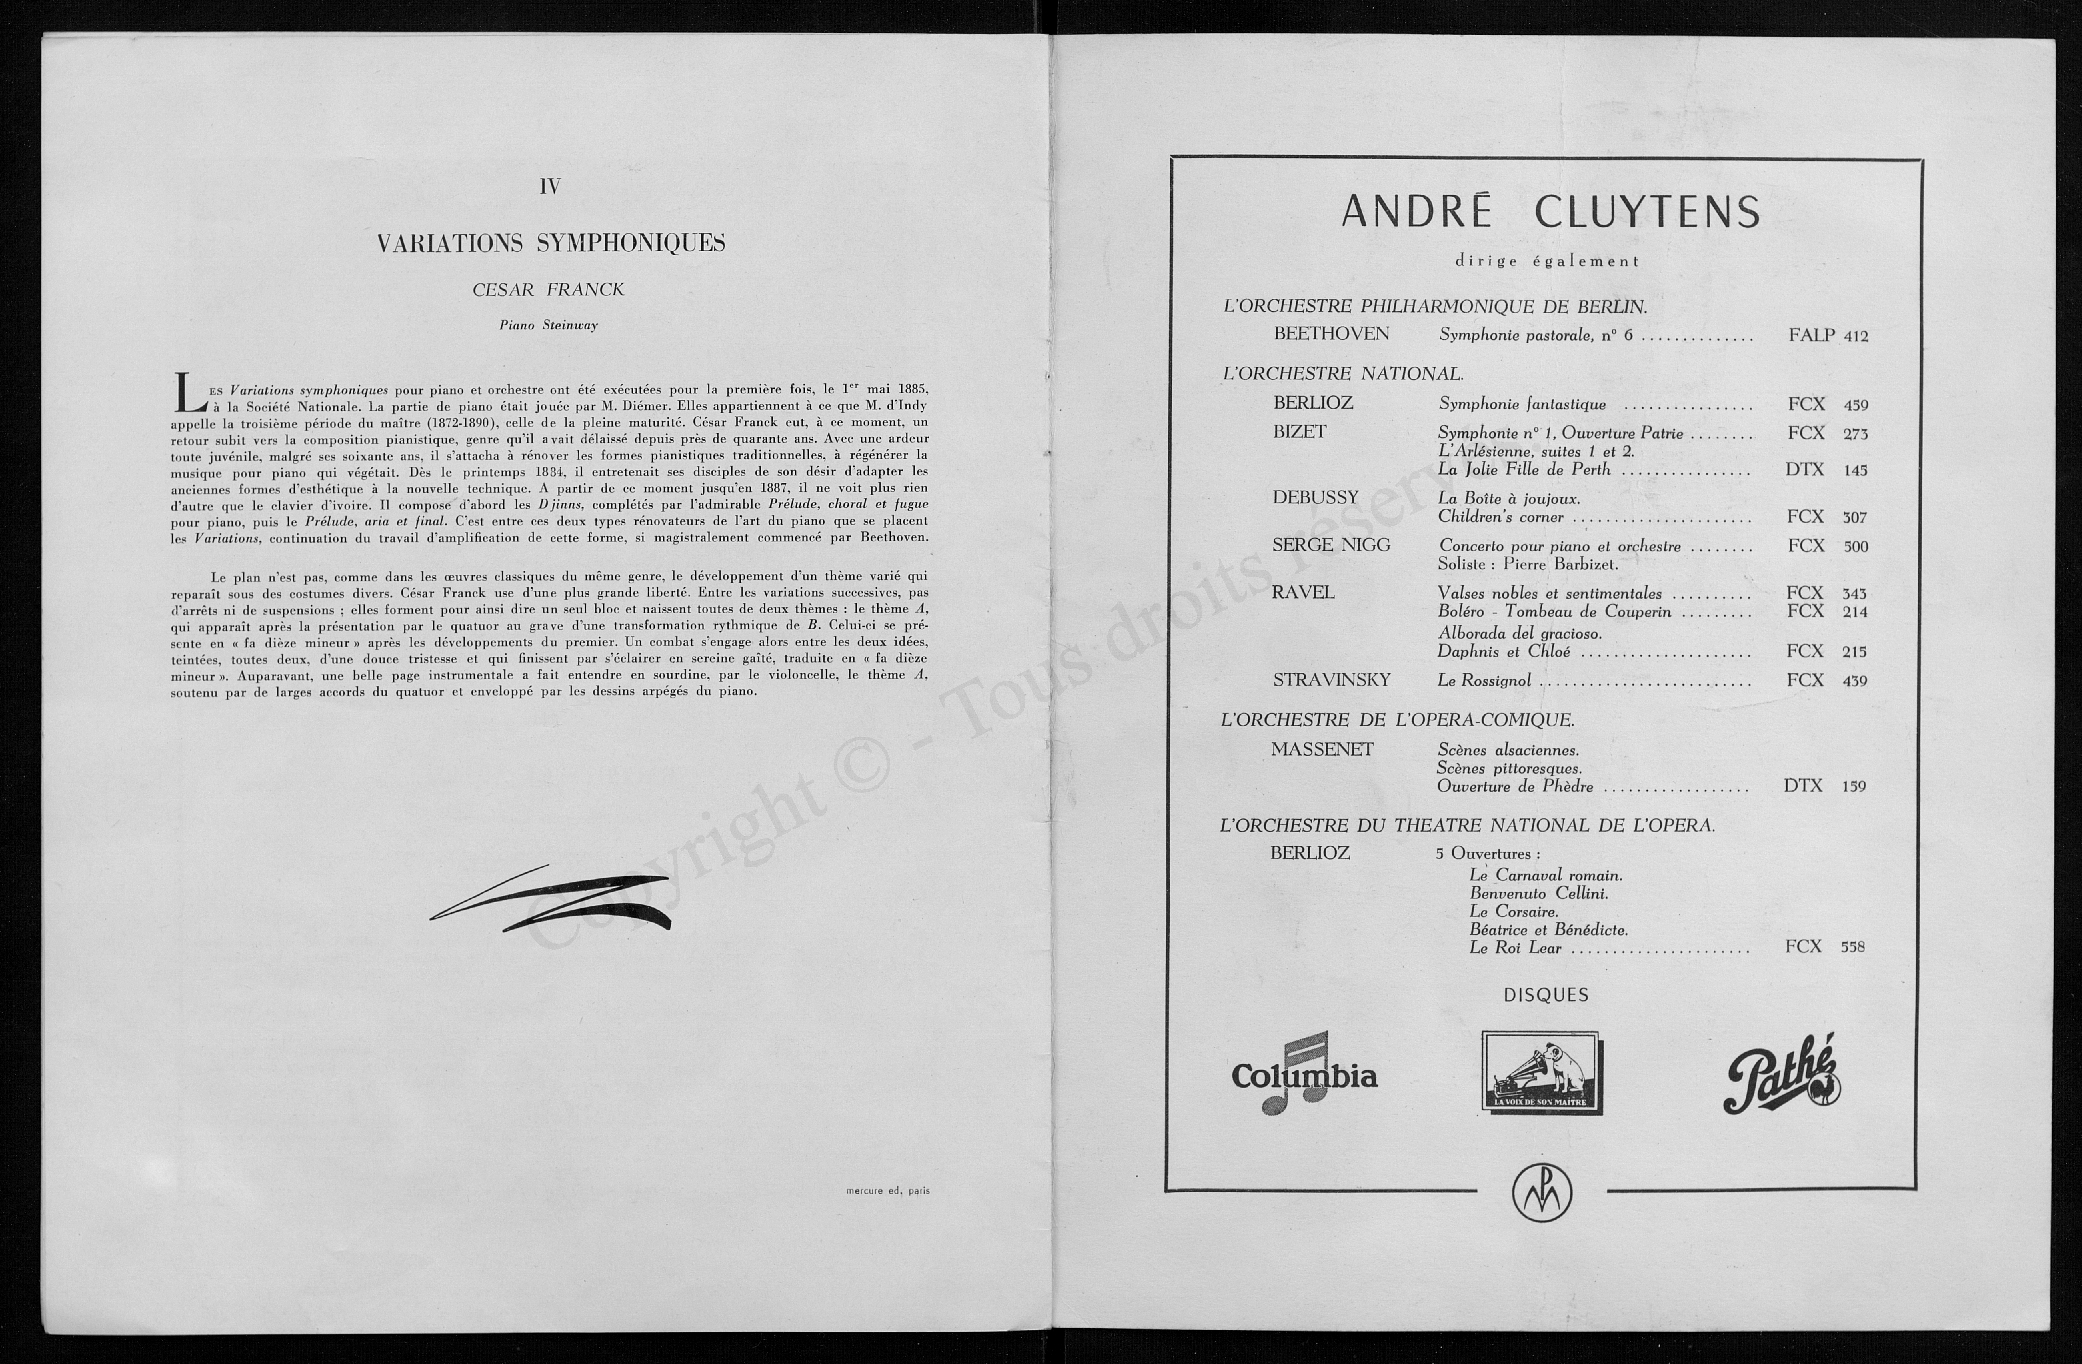 IV
VARIATIONS SYMPHONIQUES
CESAR FRANCK
Piano Steinway
LES Variations symphoniques pour piano et orchestre ont été exécutées pour la première fois, le 1er mai 1885,
à la Société Nationale. La partie de piano était jouée par M. Diémer. Elles appartiennent à ce que M. d'Indy
appelle la troisième période du maître (1872-1890), celle de la pleine maturité. César Franck eut, à ce moment, un
retour subit vers la composition pianistique, genre qu'il avait délaissé depuis près de quarante ans. Avec une ardeur
toute juvénile, malgré ses soixante ans, il s'attacha à rénover les formes pianistiques traditionnelles, à régénérer la
musique pour piano qui végétait. Dès le printemps 1884, il entretenait ses disciples de son désir d'adapter les
anciennes formes d'esthétique à la nouvelle technique. A partir de ce moment jusqu'en 1887, il ne voit plus rien
d'autre que le clavier d'ivoire. Il compose d'abord les Djinns, complétés par l'admirable Prélude, choral et fugue
pour piano, puis le Prélude, aria et final. C'est entre ces deux types rénovateurs de l'art du piano que se placent
les Variations, continuation du travail d'amplification de cette forme, si magistralement commencé par Beethoven.
Le plan n'est pas, comme dans les œuvres classiques du même genre, le développement d'un thème varié qui
reparaît sous des costumes divers. César Franck use d'une plus grande liberté. Entre les variations successives, pas
d'arrêts ni de suspensions ; elles forment pour ainsi dire un seul bloc et naissent toutes de deux thèmes : le thème A,
qui apparaît après la présentation par le quatuor au grave d'une transformation rythmique de B. Celui-ci se pré-
sente en « fa dièze mineur » après les développements du premier. Un combat s'engage alors entre les deux idées,
teintées, toutes deux, d'une douce tristesse et qui finissent par s'éclairer en sereine gaîté, traduite en « fa dièze
mineur ». Auparavant, une belle page instrumentale a fait entendre en sourdine, par le violoncelle, le thème A,
soutenu par de larges accords du quatuor et enveloppé par les dessins arpégés du piano.
mercure ed, paris
ANDRÉ CLUYTENS
dirige également
L'ORCHESTRE PHILHARMONIQUE DE BERLIN.
BEETHOVEN Symphonie pastorale, n° 6 .............. FALP 412
L'ORCHESTRE NATIONAL.
BERLIOZ Symphonie fantastique ................ FCX 459
BIZET Symphonie n° 1, Ouverture Patrie ........ FCX 273
L'Arlésienne, suites 1 et 2.
La Jolie Fille de Perth ................ DTX 145
DEBUSSY La Boîte à joujoux.
Children's corner ...................... FCX 307
SERGE NIGG Concerto pour piano et orchestre ........ FCX 500
Soliste : Pierre Barbizet.
RAVEL Valses nobles et sentimentales .......... FCX 343
Boléro - Tombeau de Couperin ......... FCX 214
Alborada del gracioso.
Daphnis et Chloé ..................... FCX 215
STRAVINSKY Le Rossignol .......................... FCX 439
L'ORCHESTRE DE L'OPERA-COMIQUE.
MASSENET Scènes alsaciennes.
Scènes pittoresques.
Ouverture de Phèdre .................. DTX 159
L'ORCHESTRE DU THEATRE NATIONAL DE L'OPERA.
BERLIOZ 5 Ouvertures :
Le Carnaval romain.
Benvenuto Cellini.
Le Corsaire.
Béatrice et Bénédicte.
Le Roi Lear ...................... FCX 558
DISQUES
Columbia
LA VOIX DE SON MAITRE
Pathé
PM
Copyright © - Tous droits réservés